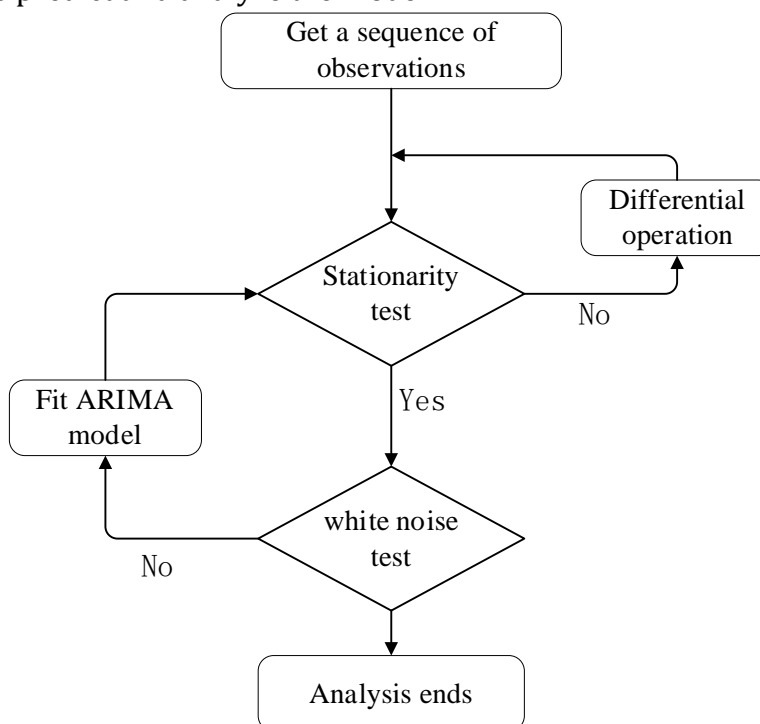 Get a sequence of
observations
Differential
operation
Stationarity
test
No
Yes
Fit ARIMA
model
white noise
test
No
Analysis ends